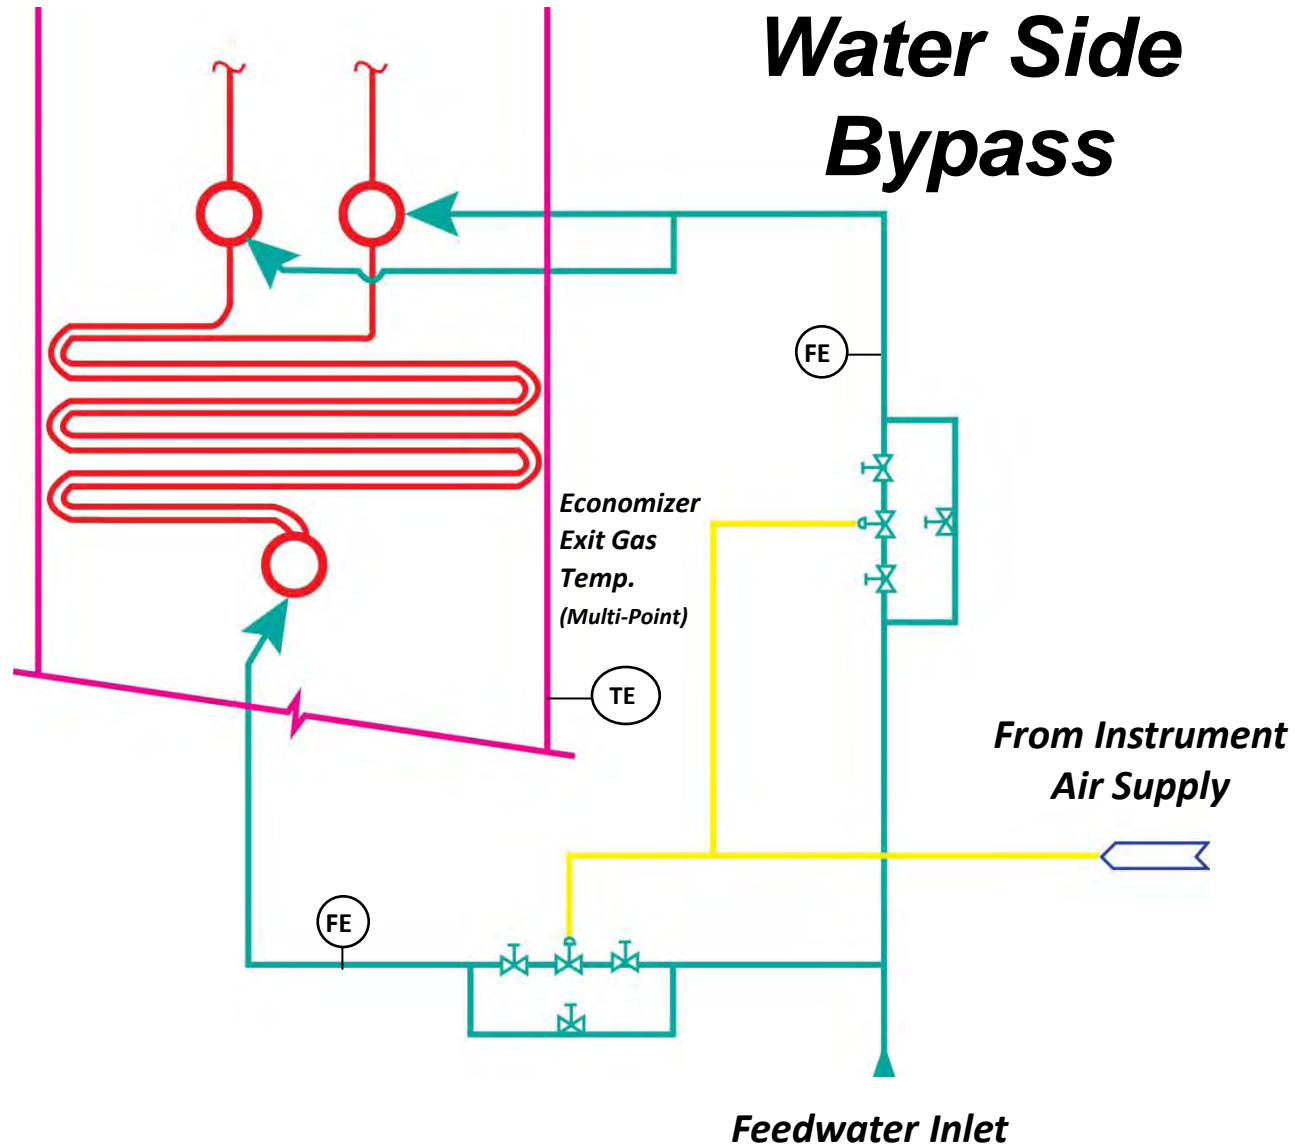 Water Side
Bypass
FE
Economizer
Exit Gas
Temp.
(Multi-Point)
TE
From Instrument
Air Supply
FE
Feedwater Inlet